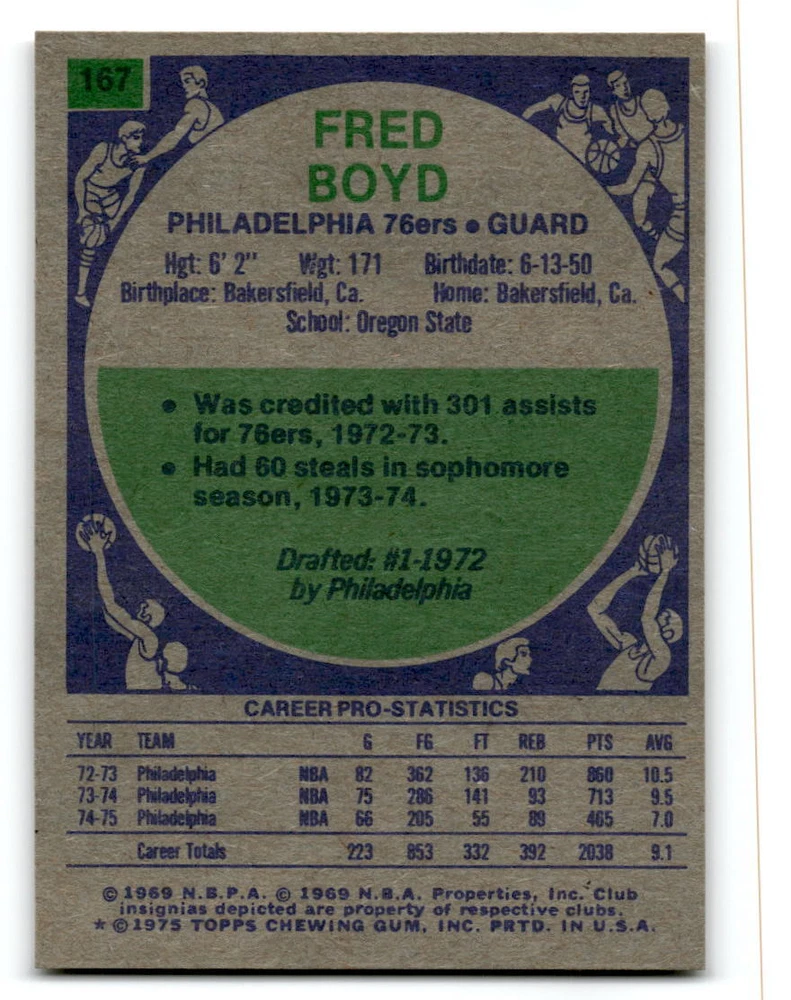 167
FRED
BOYD
PHILADELPHIA 76ers • GUARD
Hgt: 6' 2" Wgt: 171 Birthdate: 6-13-50
Birthplace: Bakersfield, Ca. Home: Bakersfield, Ca.
School: Oregon State
• Was credited with 301 assists
for 76ers, 1972-73.
• Had 60 steals in sophomore
season, 1973-74.
Drafted: #1-1972
by Philadelphia
CAREER PRO-STATISTICS
YEAR TEAM G FG FT REB PTS AVG
72-73 Philadelphia NBA 82 362 136 210 860 10.5
73-74 Philadelphia NBA 75 286 141 93 713 9.5
74-75 Philadelphia NBA 66 205 55 89 465 7.0
Career Totals 223 853 332 392 2038 9.1
© 1969 N.B.P.A. © 1969 N.B.A. Properties, Inc. Club
insignias depicted are property of respective clubs.
* © 1975 TOPPS CHEWING GUM, INC. PRTD. IN U.S.A.